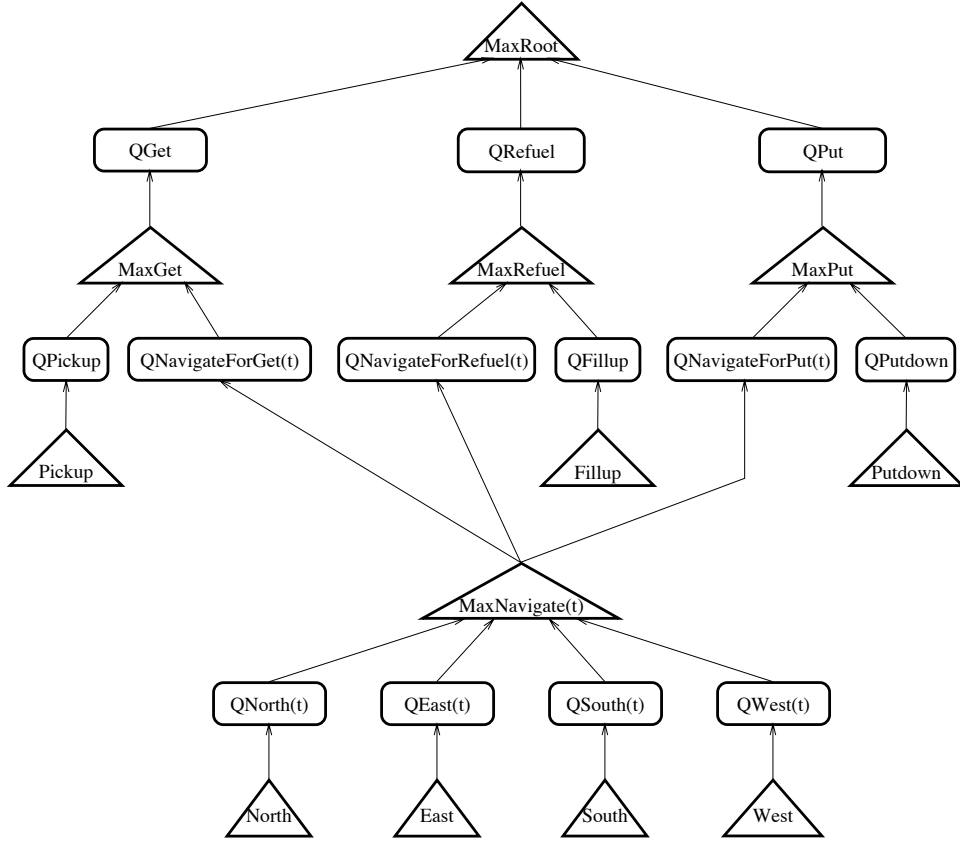 MaxRoot
QGet
QRefuel
QPut
MaxGet
MaxRefuel
MaxPut
QPickup
QNavigateForGet(t)
QNavigateForRefuel(t)
QFillup
QNavigateForPut(t)
QPutdown
Pickup
Fillup
Putdown
MaxNavigate(t)
QNorth(t)
QEast(t)
QSouth(t)
QWest(t)
North
East
South
West